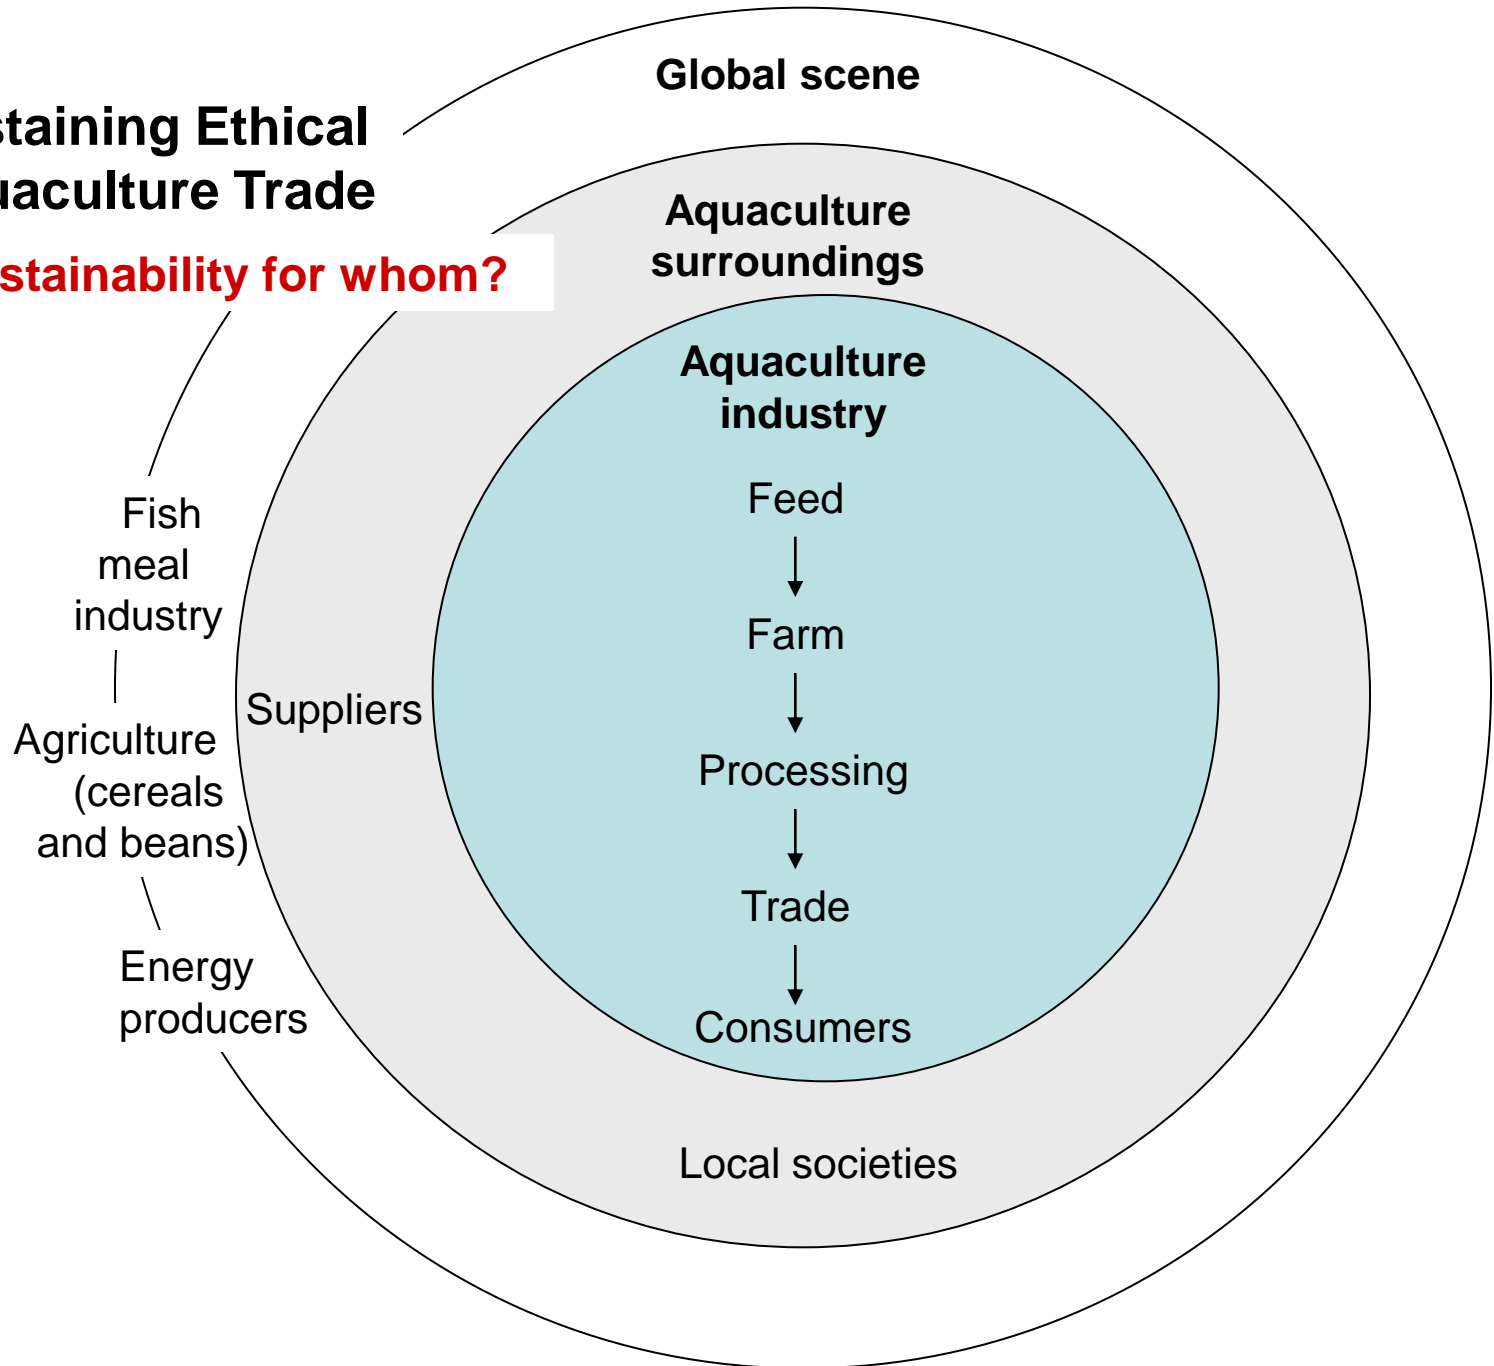 Global scene
staining Ethical
uaculture Trade
stainability for whom?
Aquaculture
surroundings
Aquaculture
industry
Feed
Farm
Processing
Trade
Consumers
Fish
meal
industry
Suppliers
Agriculture
(cereals
and beans)
Energy
producers
Local societies